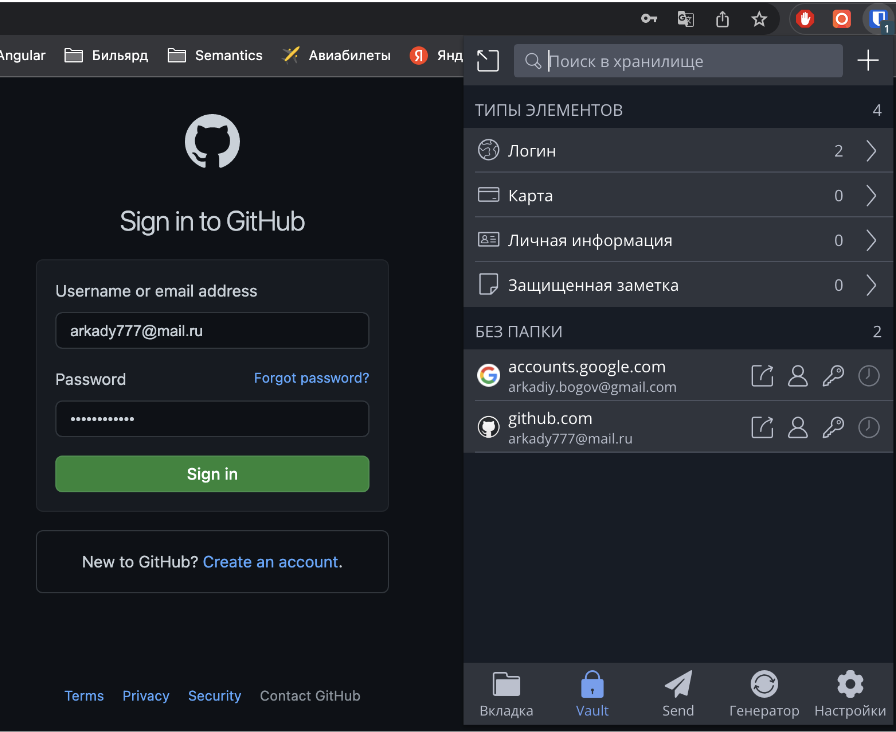 1
Angular
Бильярд
Semantics
Авиабилеты
Я
Янд
Поиск в хранилище
ТИПЫ ЭЛЕМЕНТОВ
4
Логин
2
Карта
0
Личная информация
0
Защищенная заметка
0
БЕЗ ПАПКИ
2
accounts.google.com
arkadiy.bogov@gmail.com
github.com
arkady777@mail.ru
Вкладка
Vault
Send
Генератор
Настройки
Sign in to GitHub
Username or email address
arkady777@mail.ru
Password
Forgot password?
••••••••••••
Sign in
New to GitHub? Create an account.
Terms
Privacy
Security
Contact GitHub